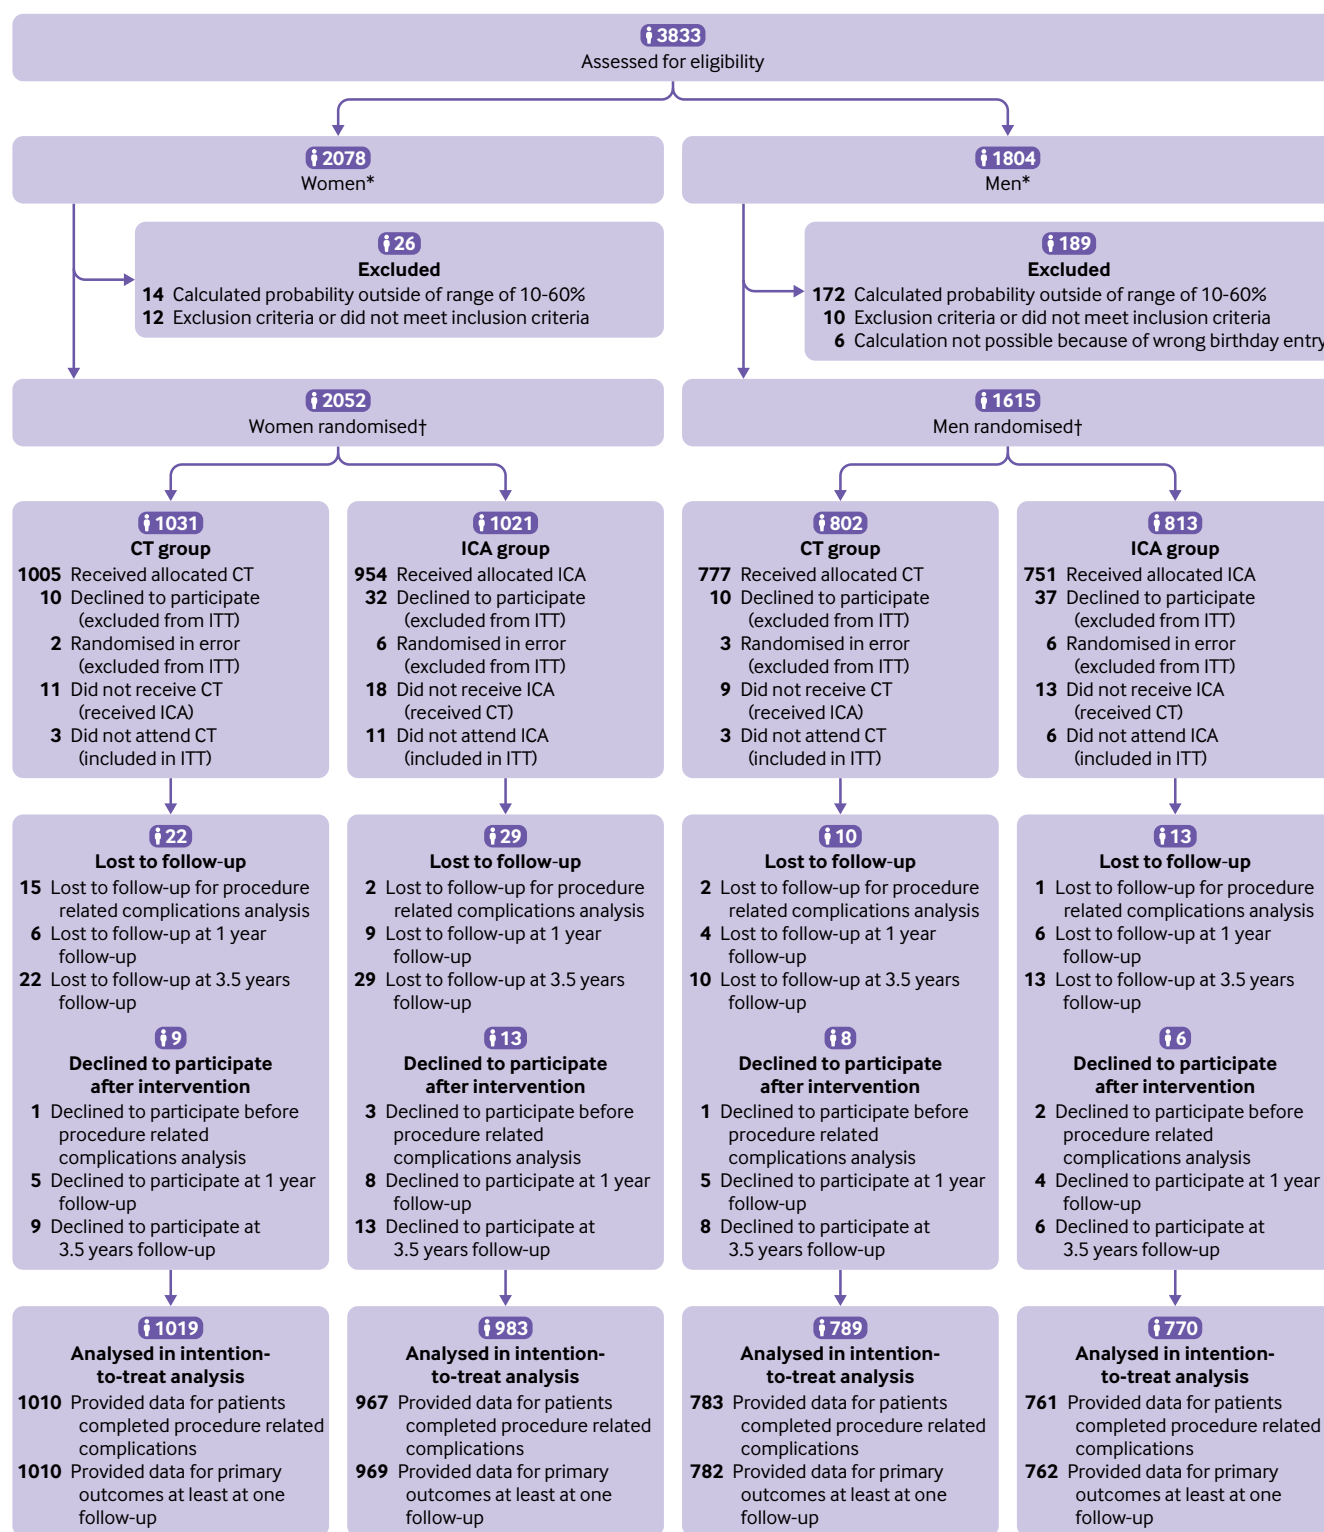 3833
Assessed for eligibility
2078
Women*
1804
Men*
26
Excluded
14 Calculated probability outside of range of 10-60%
12 Exclusion criteria or did not meet inclusion criteria
189
Excluded
172 Calculated probability outside of range of 10-60%
10 Exclusion criteria or did not meet inclusion criteria
6 Calculation not possible because of wrong birthday entry
2052
Women randomised†
1615
Men randomised†
1031
CT group
1005 Received allocated CT
10 Declined to participate
(excluded from ITT)
2 Randomised in error
(excluded from ITT)
11 Did not receive CT
(received ICA)
3 Did not attend CT
(included in ITT)
1021
ICA group
954 Received allocated ICA
32 Declined to participate
(excluded from ITT)
6 Randomised in error
(excluded from ITT)
18 Did not receive ICA
(received CT)
11 Did not attend ICA
(included in ITT)
802
CT group
777 Received allocated CT
10 Declined to participate
(excluded from ITT)
3 Randomised in error
(excluded from ITT)
9 Did not receive CT
(received ICA)
3 Did not attend CT
(included in ITT)
813
ICA group
751 Received allocated ICA
37 Declined to participate
(excluded from ITT)
6 Randomised in error
(excluded from ITT)
13 Did not receive ICA
(received CT)
6 Did not attend ICA
(included in ITT)
22
Lost to follow-up
15 Lost to follow-up for procedure
related complications analysis
6 Lost to follow-up at 1 year
follow-up
22 Lost to follow-up at 3.5 years
follow-up
9
Declined to participate
after intervention
1 Declined to participate before
procedure related
complications analysis
5 Declined to participate at 1 year
follow-up
9 Declined to participate at
3.5 years follow-up
29
Lost to follow-up
2 Lost to follow-up for procedure
related complications analysis
9 Lost to follow-up at 1 year
follow-up
29 Lost to follow-up at 3.5 years
follow-up
13
Declined to participate
after intervention
3 Declined to participate before
procedure related
complications analysis
8 Declined to participate at 1 year
follow-up
13 Declined to participate at
3.5 years follow-up
10
Lost to follow-up
2 Lost to follow-up for procedure
related complications analysis
4 Lost to follow-up at 1 year
follow-up
10 Lost to follow-up at 3.5 years
follow-up
8
Declined to participate
after intervention
1 Declined to participate before
procedure related
complications analysis
5 Declined to participate at 1 year
follow-up
8 Declined to participate at
3.5 years follow-up
13
Lost to follow-up
1 Lost to follow-up for procedure
related complications analysis
6 Lost to follow-up at 1 year
follow-up
13 Lost to follow-up at 3.5 years
follow-up
6
Declined to participate
after intervention
2 Declined to participate before
procedure related
complications analysis
4 Declined to participate at 1 year
follow-up
6 Declined to participate at
3.5 years follow-up
1019
Analysed in intention-
to-treat analysis
1010 Provided data for patients
completed procedure related
complications
1010 Provided data for primary
outcomes at least at one
follow-up
983
Analysed in intention-
to-treat analysis
967 Provided data for patients
completed procedure related
complications
969 Provided data for primary
outcomes at least at one
follow-up
789
Analysed in intention-
to-treat analysis
783 Provided data for patients
completed procedure related
complications
782 Provided data for primary
outcomes at least at one
follow-up
770
Analysed in intention-
to-treat analysis
761 Provided data for patients
completed procedure related
complications
762 Provided data for primary
outcomes at least at one
follow-up